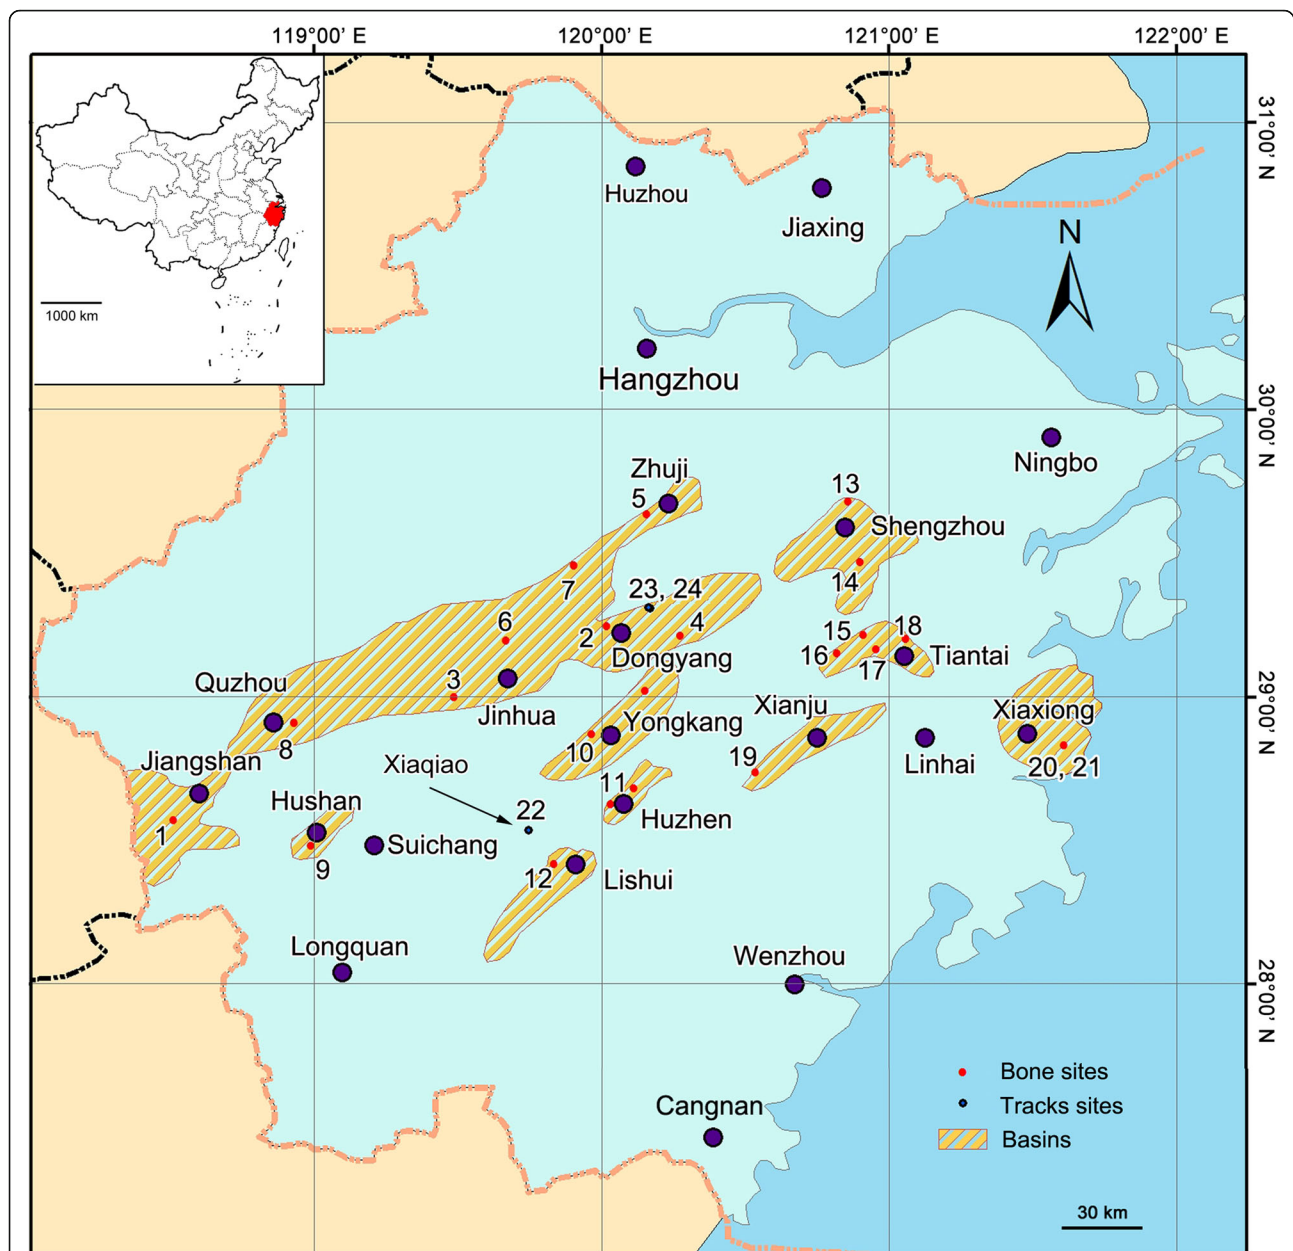 119°00' E
120°00' E
121°00' E
122°00' E
31°00' N
30°00' N
29°00' N
28°00' N
1000 km
N
Huzhou
Jiaxing
Hangzhou
Ningbo
Zhuji
5
13
Shengzhou
7
14
23, 24
6
2
4
Dongyang
15
18
16
17
Tiantai
Quzhou
3
Jinhua
8
Yongkang
10
Xianju
19
Xiaxiong
20, 21
Linhai
Jiangshan
1
Xiaqiao
22
11
Huzhen
Hushan
9
Suichang
12
Lishui
Longquan
Wenzhou
Cangnan
Bone sites
Tracks sites
Basins
30 km